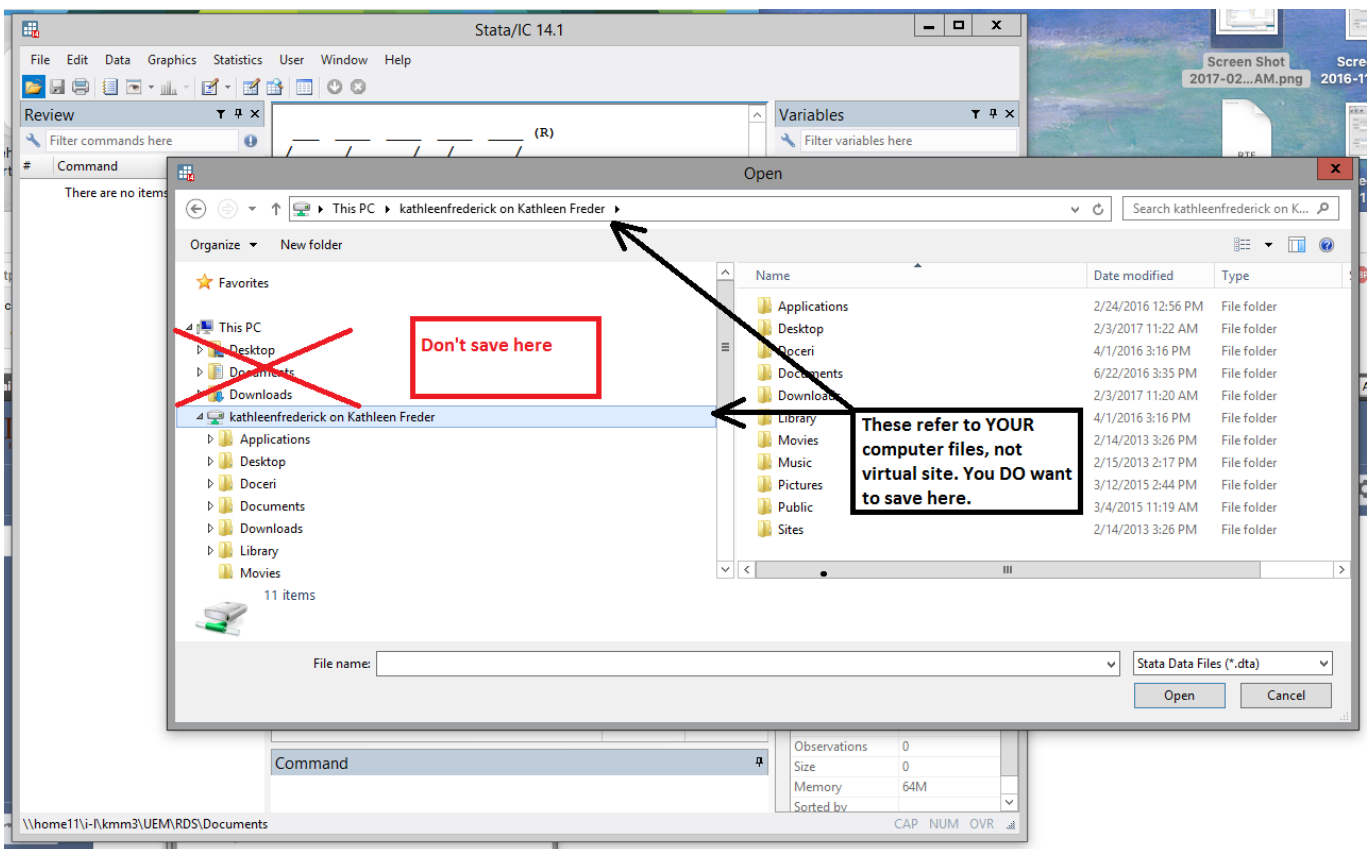 Stata/IC 14.1
File Edit Data Graphics Statistics User Window Help
Screen Shot
2017-02...AM.png
2016-1
Review
Variables
Filter commands here
(R)
Filter variables here
# Command
There are no items
Open
This PC kathleenfrederick on Kathleen Freder
Search kathleenfrederick on K...
Organize New folder
Favorites
Name Date modified Type
This PC
Desktop
Documents
Downloads
kathleenfrederick on Kathleen Freder
Applications
Desktop
Doceri
Documents
Downloads
Library
Movies
Don't save here
Applications 2/24/2016 12:56 PM File folder
Desktop 2/3/2017 11:22 AM File folder
Doceri 4/1/2016 3:16 PM File folder
Documents 6/22/2016 3:35 PM File folder
Downloads 2/3/2017 11:20 AM File folder
Library 4/1/2016 3:16 PM File folder
Movies 2/14/2013 3:26 PM File folder
Music 2/15/2013 2:17 PM File folder
Pictures 3/12/2015 2:44 PM File folder
Public 3/4/2015 11:19 AM File folder
Sites 2/14/2013 3:26 PM File folder
These refer to YOUR
computer files, not
virtual site. You DO want
to save here.
11 items
File name:
Stata Data Files (*.dta)
Open Cancel
Command
Observations 0
Size 0
Memory 64M
Sorted by
\\home11\i-l\kmm3\UEM\RDS\Documents
CAP NUM OVR